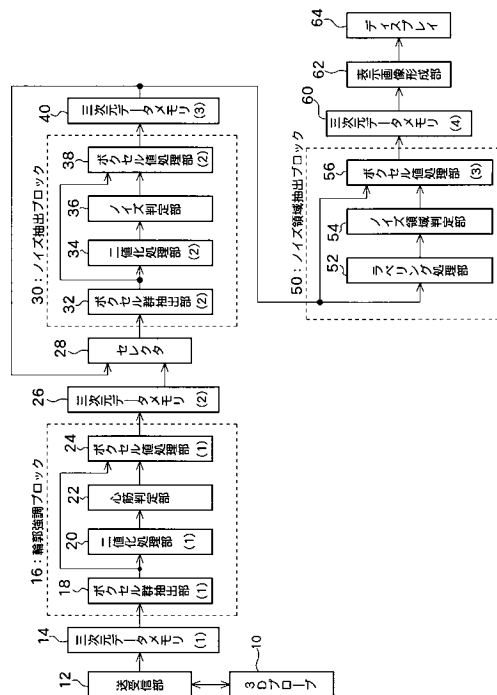 10
3Dプローブ
12
送受信部
14
三次元データメモリ
(1)
16:輪郭強調ブロック
18
ボクセル群抽出部
(1)
20
二値化処理部
(1)
22
心筋判定部
24
ボクセル値処理部
(1)
26
三次元データメモリ
(2)
28
セレクタ
30:ノイズ抽出ブロック
32
ボクセル群抽出部
(2)
34
二値化処理部
(2)
36
ノイズ判定部
38
ボクセル値処理部
(2)
40
三次元データメモリ
(3)
50:ノイズ領域抽出ブロック
52
ラベリング処理部
54
ノイズ領域判定部
56
ボクセル値処理部
(3)
60
三次元データメモリ
(4)
62
表示画像形成部
64
ディスプレイ